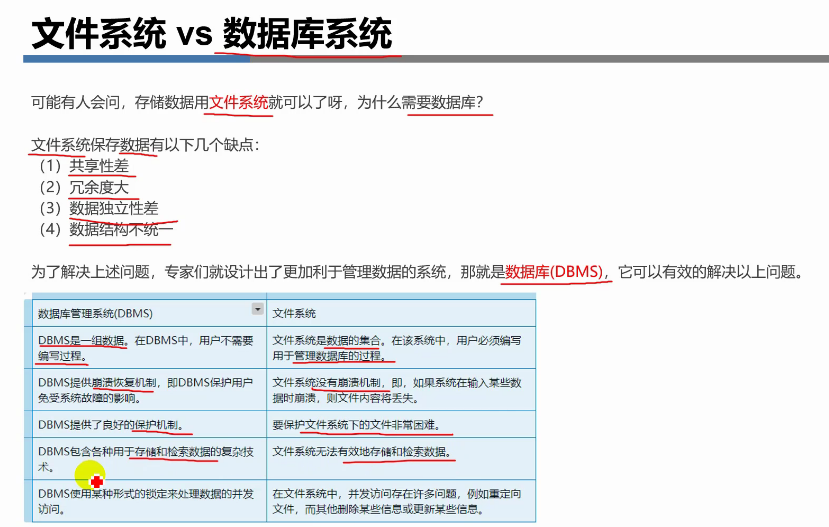 文件系统 vs 数据库系统
可能有人会问，存储数据用文件系统就可以了呀，为什么需要数据库？
文件系统保存数据有以下几个缺点：
（1）共享性差
（2）冗余度大
（3）数据独立性差
（4）数据结构不统一
为了解决上述问题，专家们就设计出了更加利于管理数据的系统，那就是数据库(DBMS)，它可以有效的解决以上问题。
数据库管理系统(DBMS)
文件系统
DBMS是一组数据。在DBMS中，用户不需要
编写过程。
文件系统是数据的集合。在该系统中，用户必须编写
用于管理数据库的过程。
DBMS提供崩溃恢复机制，即DBMS保护用户
免受系统故障的影响。
文件系统没有崩溃机制，即，如果系统在输入某些数
据时崩溃，则文件内容将丢失。
DBMS提供了良好的保护机制。
要保护文件系统下的文件非常困难。
DBMS包含各种用于存储和检索数据的复杂技
术。
文件系统无法有效地存储和检索数据。
DBMS使用某种形式的锁定来处理数据的并发
访问。
在文件系统中，并发访问存在许多问题，例如重定向
文件，而其他删除某些信息或更新某些信息。